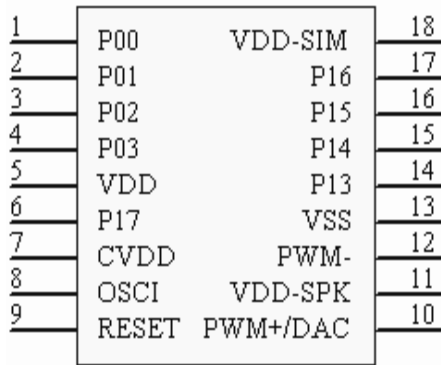 1 P00 VDD-SIM 18
2 P01 P16 17
3 P02 P15 16
4 P03 P14 15
5 VDD P13 14
6 P17 VSS 13
7 CVDD PWM- 12
8 OSCI VDD-SPK 11
9 RESET PWM+/DAC 10